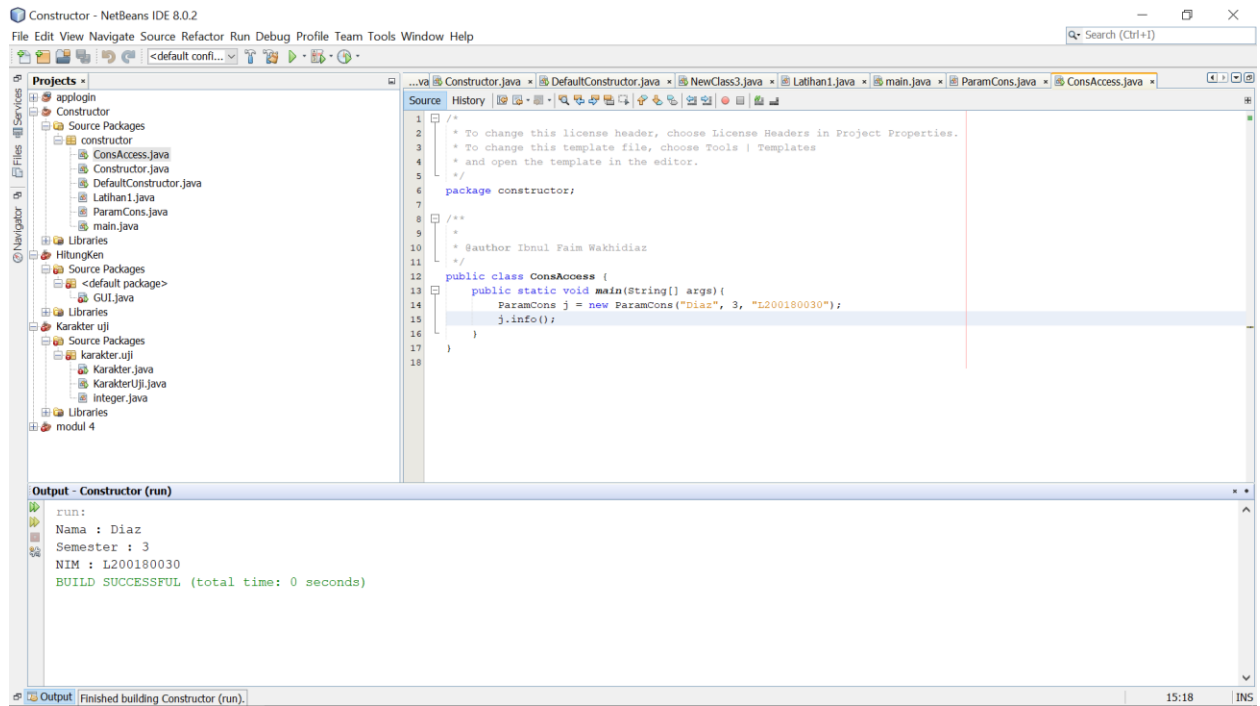 Constructor - NetBeans IDE 8.0.2
File Edit View Navigate Source Refactor Run Debug Profile Team Tools Window Help
Search (Ctrl+I)
<default confi...
Projects
...va Constructor.java DefaultConstructor.java NewClass3.java Latihan1.java main.java ParamCons.java ConsAccess.java
Services
Files
Navigator
applogin
Constructor
Source Packages
constructor
ConsAccess.java
Constructor.java
DefaultConstructor.java
Latihan1.java
ParamCons.java
main.java
Libraries
HitungKen
Source Packages
<default package>
GUI.java
Libraries
Karakter uji
Source Packages
karakter.uji
Karakter.java
KarakterUji.java
integer.java
Libraries
modul 4
Source History
1 /*
2 * To change this license header, choose License Headers in Project Properties.
3 * To change this template file, choose Tools | Templates
4 * and open the template in the editor.
5 */
6 package constructor;
7
8 /**
9 *
10 * @author Ibnul Faim Wakhidiaz
11 */
12 public class ConsAccess {
13 public static void main(String[] args){
14 ParamCons j = new ParamCons("Diaz", 3, "L200180030");
15 j.info();
16 }
17 }
18
Output - Constructor (run)
run:
Nama : Diaz
Semester : 3
NIM : L200180030
BUILD SUCCESSFUL (total time: 0 seconds)
Output Finished building Constructor (run).
15:18 INS